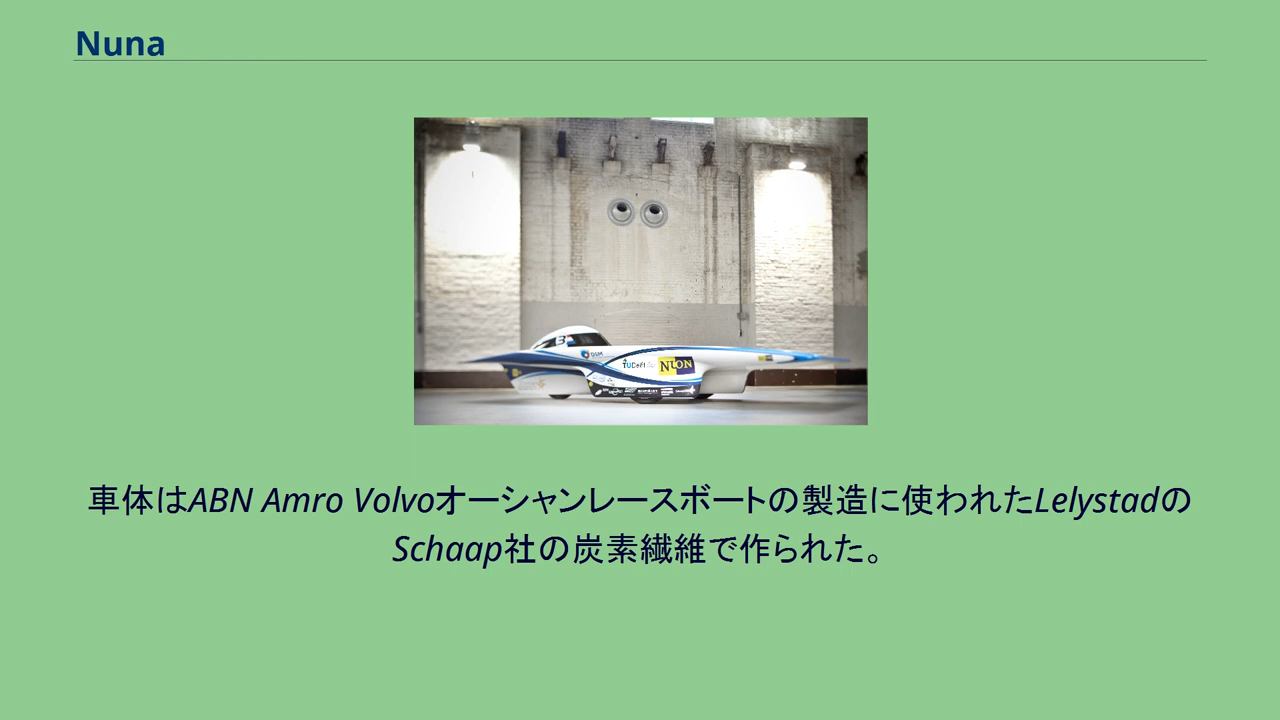 Nuna
DSM
TUDelft
NUON
車体はABN Amro Volvoオーシャンレースボートの製造に使われたLelystadの
Schaap社の炭素繊維で作られた。